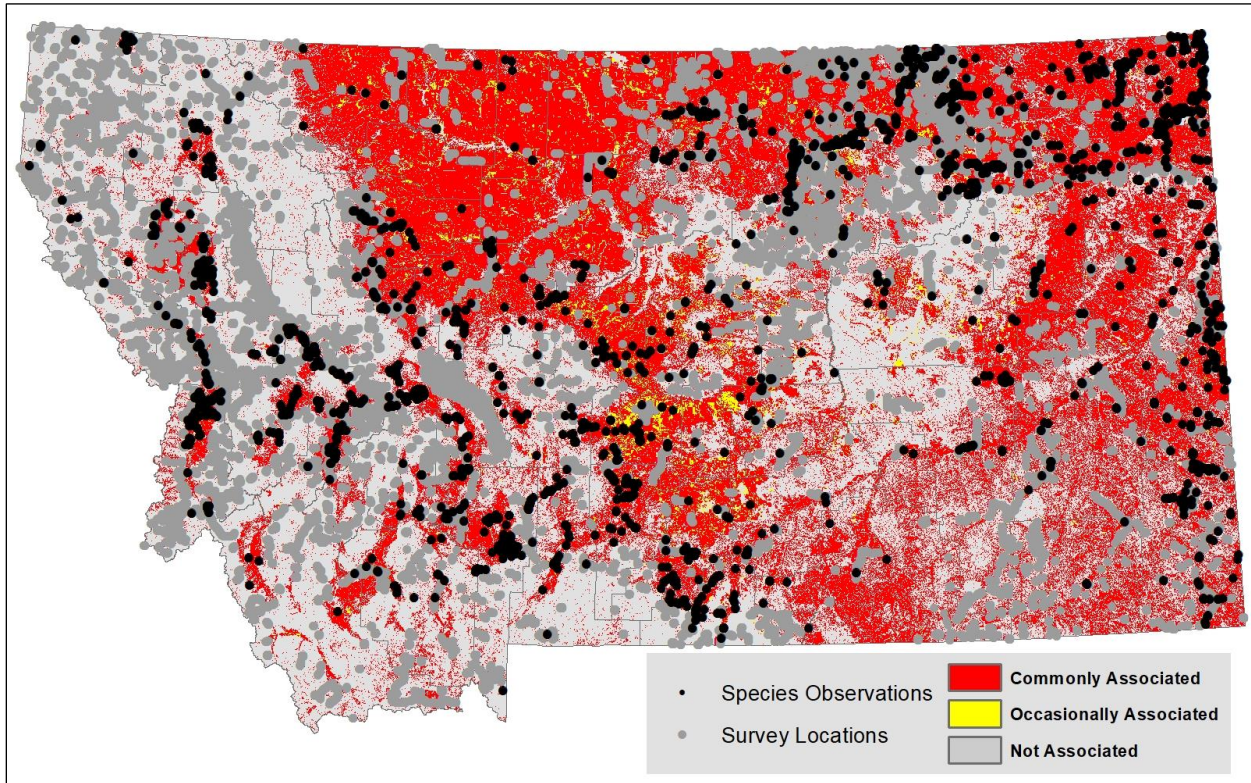 Species Observations
Survey Locations
Commonly Associated
Occasionally Associated
Not Associated